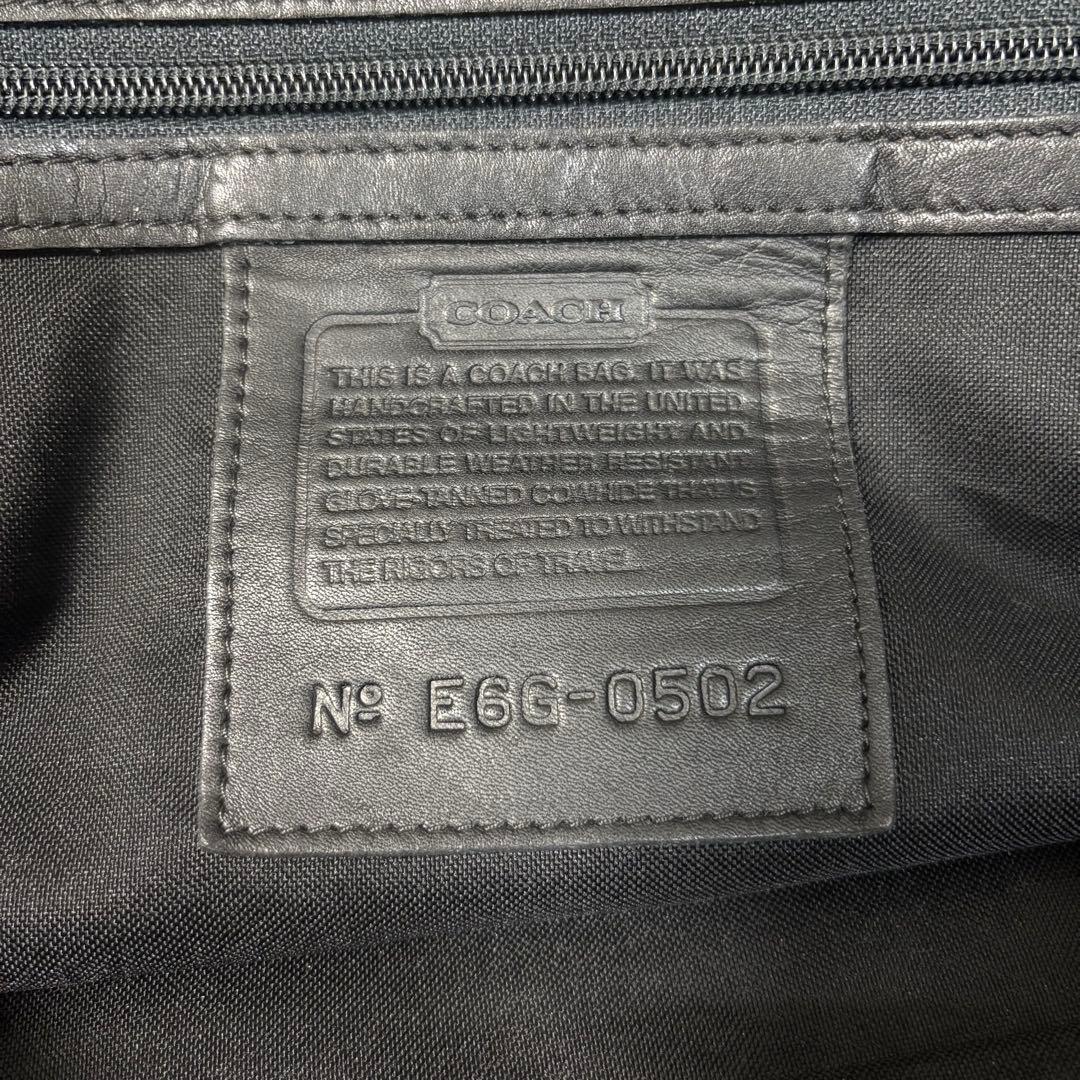 COACH
THIS IS A COACH BAG. IT WAS
HANDCRAFTED IN THE UNITED
STATES OF LIGHTWEIGHT AND
DURABLE WEATHER RESISTANT
GLOVE-TANNED COWHIDE THAT IS
SPECIALLY TREATED TO WITHSTAND
THE RIGORS OF TRAVEL.
Nº E6G-0502